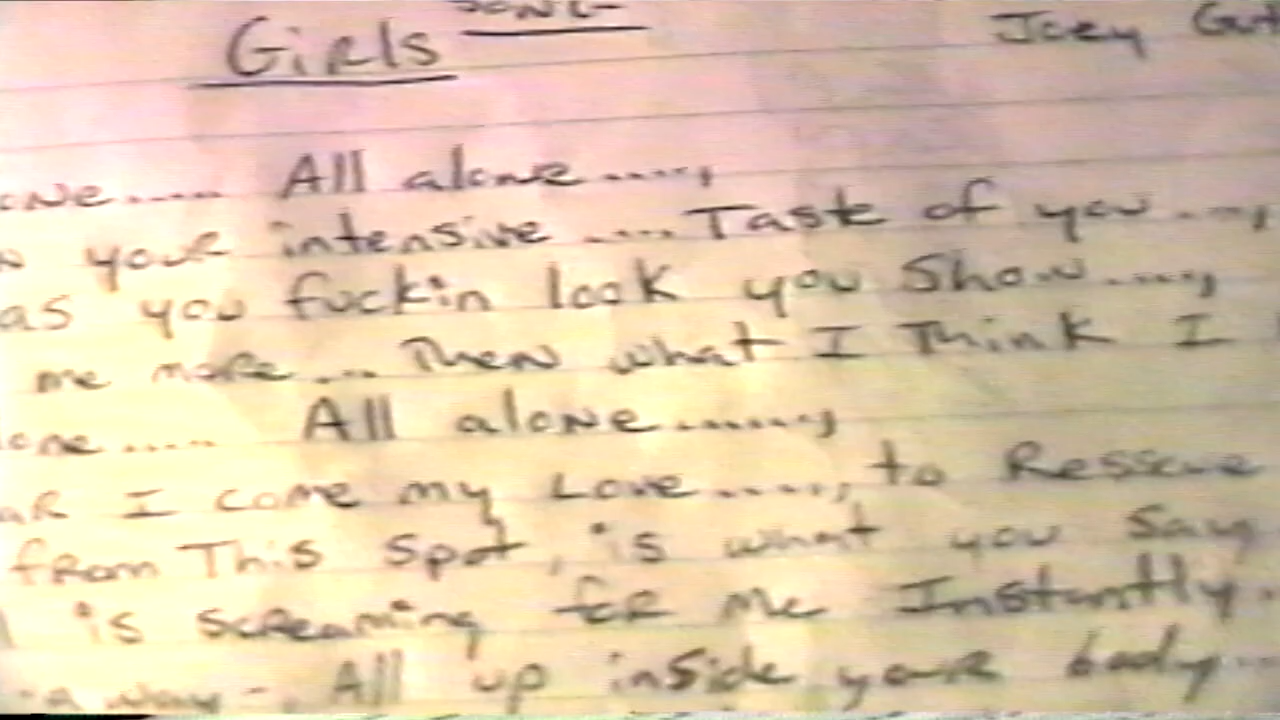 Girls Joey
All alone.....,
your intensive ..... Taste of you ....,
as you fuckin look you Show.....,
me more.... Then what I Think I
All alone......,
I come my Love....., to Rescue
from This Spot, is what you Say
is screaming for me Instantly.
All up inside your body...